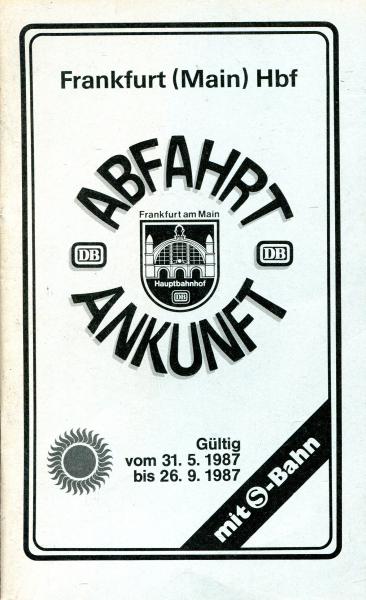 Frankfurt (Main) Hbf
ABFAHRT
Frankfurt am Main
DB
DB
Hauptbahnhof
DB
ANKUNFT
Gültig
vom 31. 5. 1987
bis 26. 9. 1987
mit S-Bahn